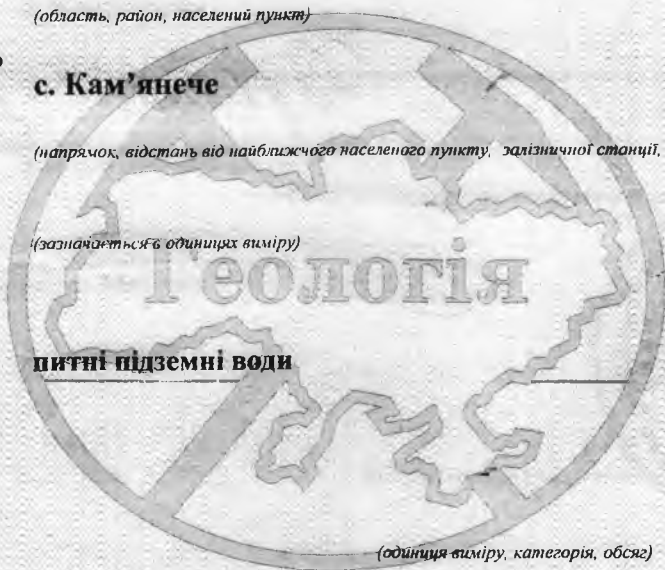 (область, район, населений пункт)
с. Кам’янече
(напрямок, відстань від найближчого населеного пункту, залізничної станції,
(зазначається в одиницях виміру)
Геологія
питні підземні води
(одиниця виміру, категорія, обсяг)